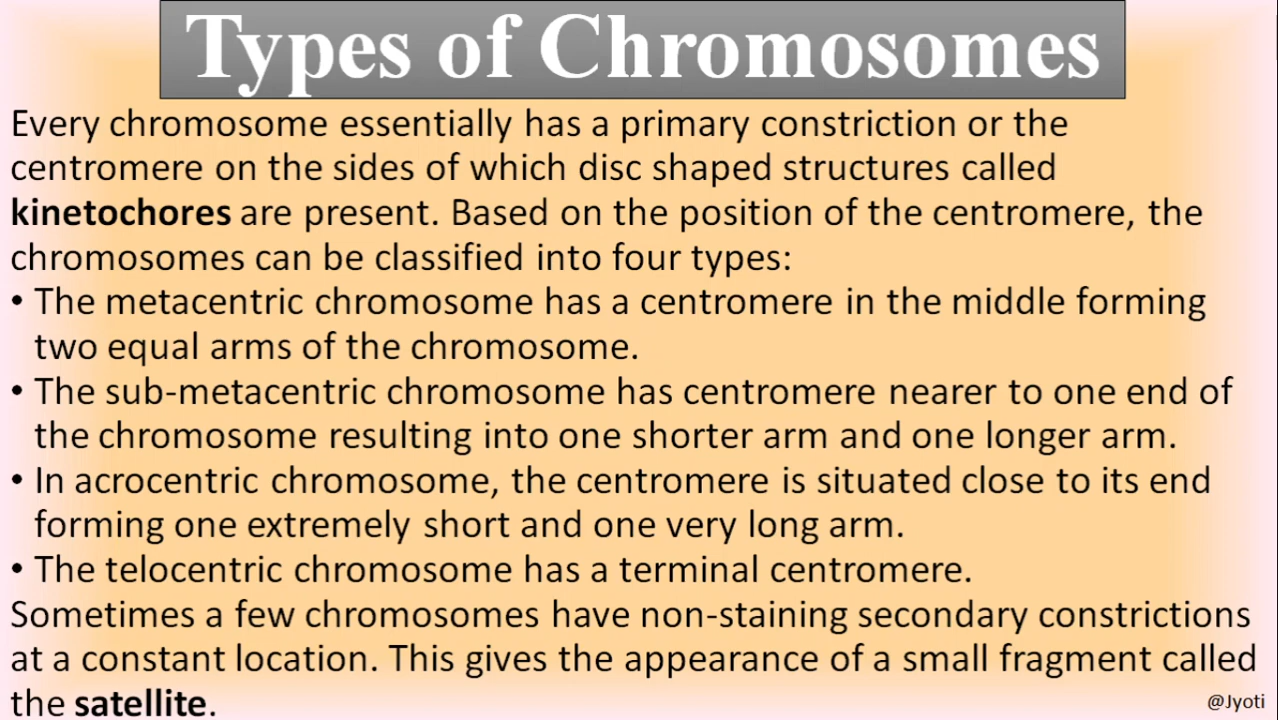 Types of Chromosomes
Every chromosome essentially has a primary constriction or the
centromere on the sides of which disc shaped structures called
kinetochores are present. Based on the position of the centromere, the
chromosomes can be classified into four types:
• The metacentric chromosome has a centromere in the middle forming
two equal arms of the chromosome.
• The sub-metacentric chromosome has centromere nearer to one end of
the chromosome resulting into one shorter arm and one longer arm.
• In acrocentric chromosome, the centromere is situated close to its end
forming one extremely short and one very long arm.
• The telocentric chromosome has a terminal centromere.
Sometimes a few chromosomes have non-staining secondary constrictions
at a constant location. This gives the appearance of a small fragment called
the satellite.
@Jyoti